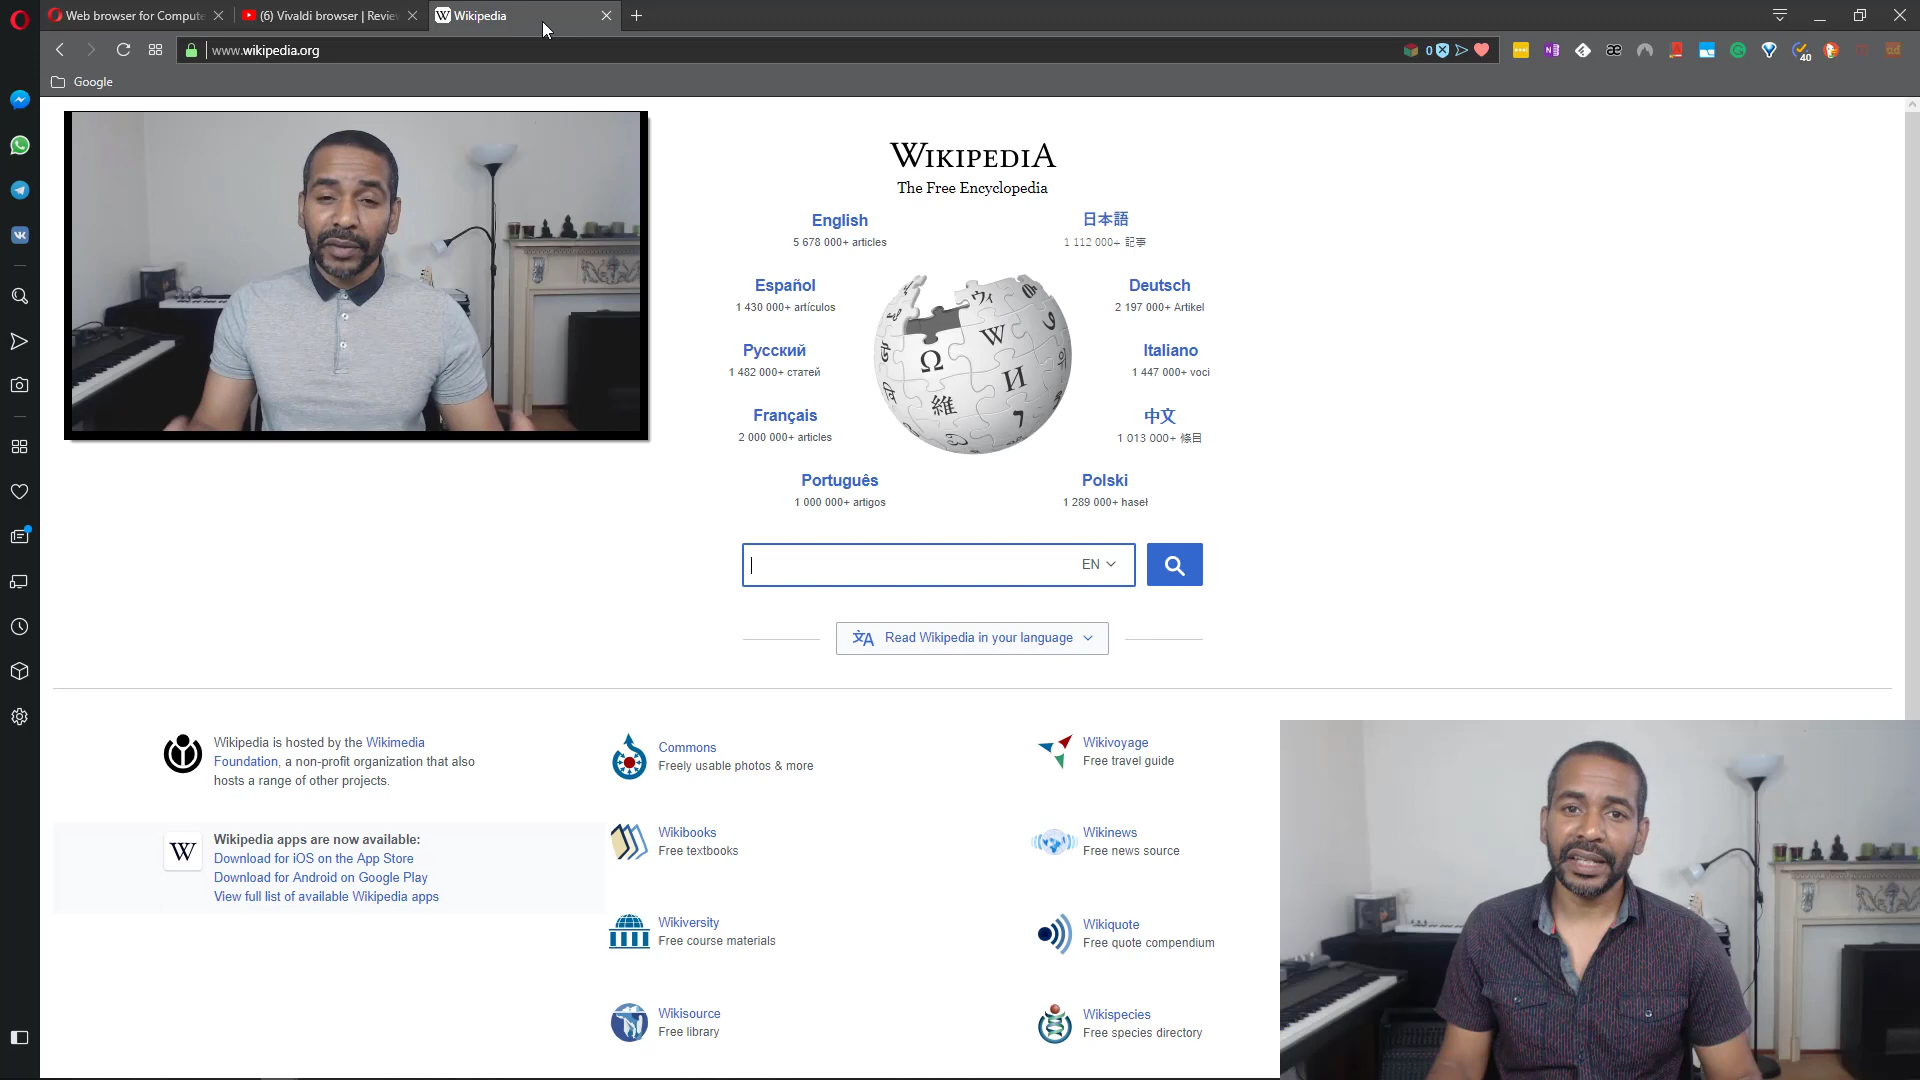 Web browser for Compute
(6) Vivaldi browser | Review
Wikipedia
www.wikipedia.org
0
40
Google
WIKIPEDIA
The Free Encyclopedia
English
5 678 000+ articles
日本語
1 112 000+ 記事
Español
1 430 000+ artículos
Deutsch
2 197 000+ Artikel
Русский
1 482 000+ статей
Italiano
1 447 000+ voci
Français
2 000 000+ articles
中文
1 013 000+ 條目
Português
1 000 000+ artigos
Polski
1 289 000+ haseł
EN
Read Wikipedia in your language
Wikipedia is hosted by the Wikimedia
Foundation, a non-profit organization that also
hosts a range of other projects.
Wikipedia apps are now available:
Download for iOS on the App Store
Download for Android on Google Play
View full list of available Wikipedia apps
Commons
Freely usable photos & more
Wikivoyage
Free travel guide
Wikibooks
Free textbooks
Wikinews
Free news source
Wikiversity
Free course materials
Wikiquote
Free quote compendium
Wikisource
Free library
Wikispecies
Free species directory